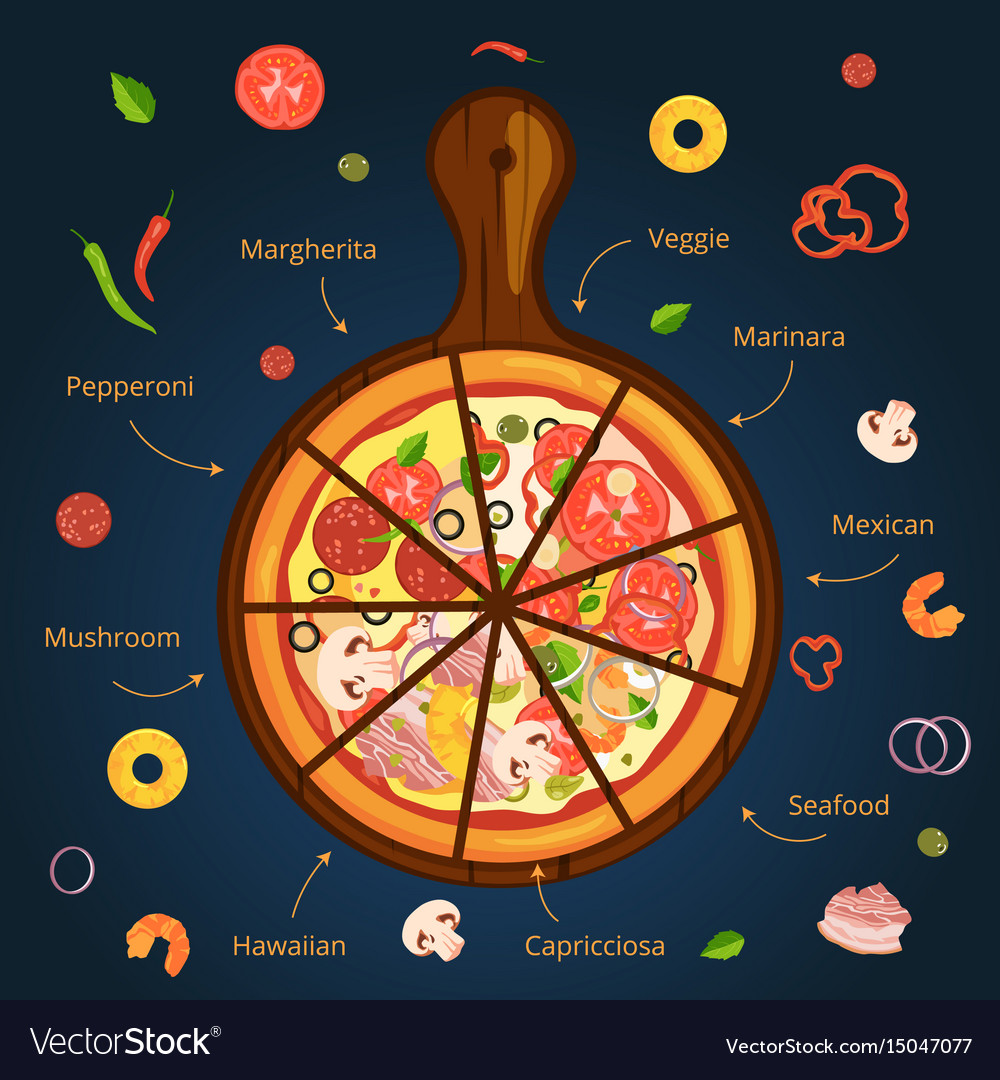 Margherita
Veggie
Marinara
Pepperoni
Mexican
Mushroom
Seafood
Hawaiian
Capricciosa
VectorStock®
VectorStock.com/15047077